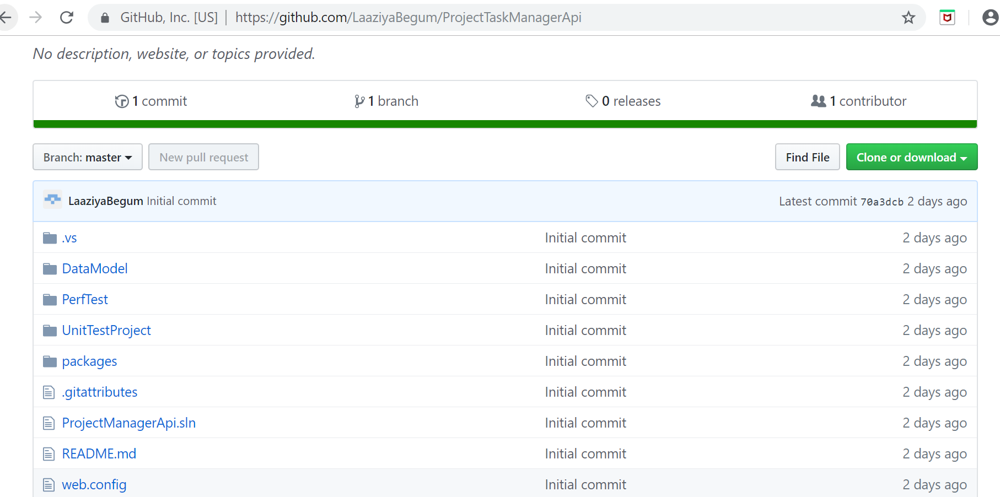 GitHub, Inc. [US] | https://github.com/LaaziyaBegum/ProjectTaskManagerApi
No description, website, or topics provided.
1 commit 1 branch 0 releases 1 contributor
Branch: master New pull request Find File Clone or download
LaaziyaBegum Initial commit Latest commit 70a3dcb 2 days ago
.vs Initial commit 2 days ago
DataModel Initial commit 2 days ago
PerfTest Initial commit 2 days ago
UnitTestProject Initial commit 2 days ago
packages Initial commit 2 days ago
.gitattributes Initial commit 2 days ago
ProjectManagerApi.sln Initial commit 2 days ago
README.md Initial commit 2 days ago
web.config Initial commit 2 days ago